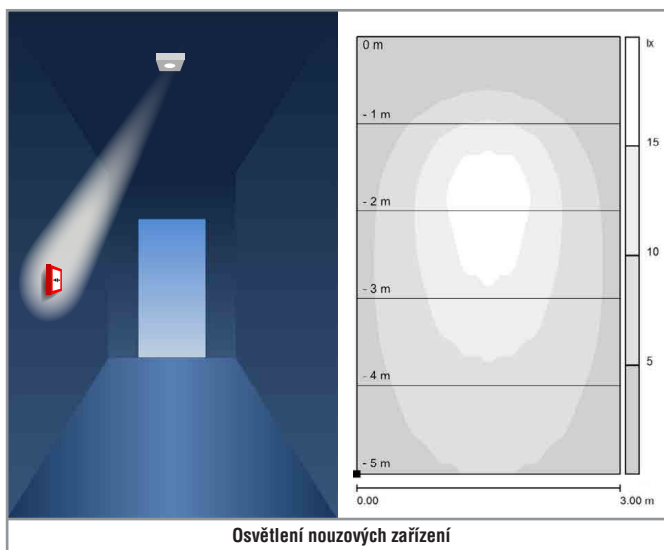 0 m
- 1 m
- 2 m
- 3 m
- 4 m
- 5 m
lx
15
10
5
0.00
3.00 m
Osvětlení nouzových zařízení